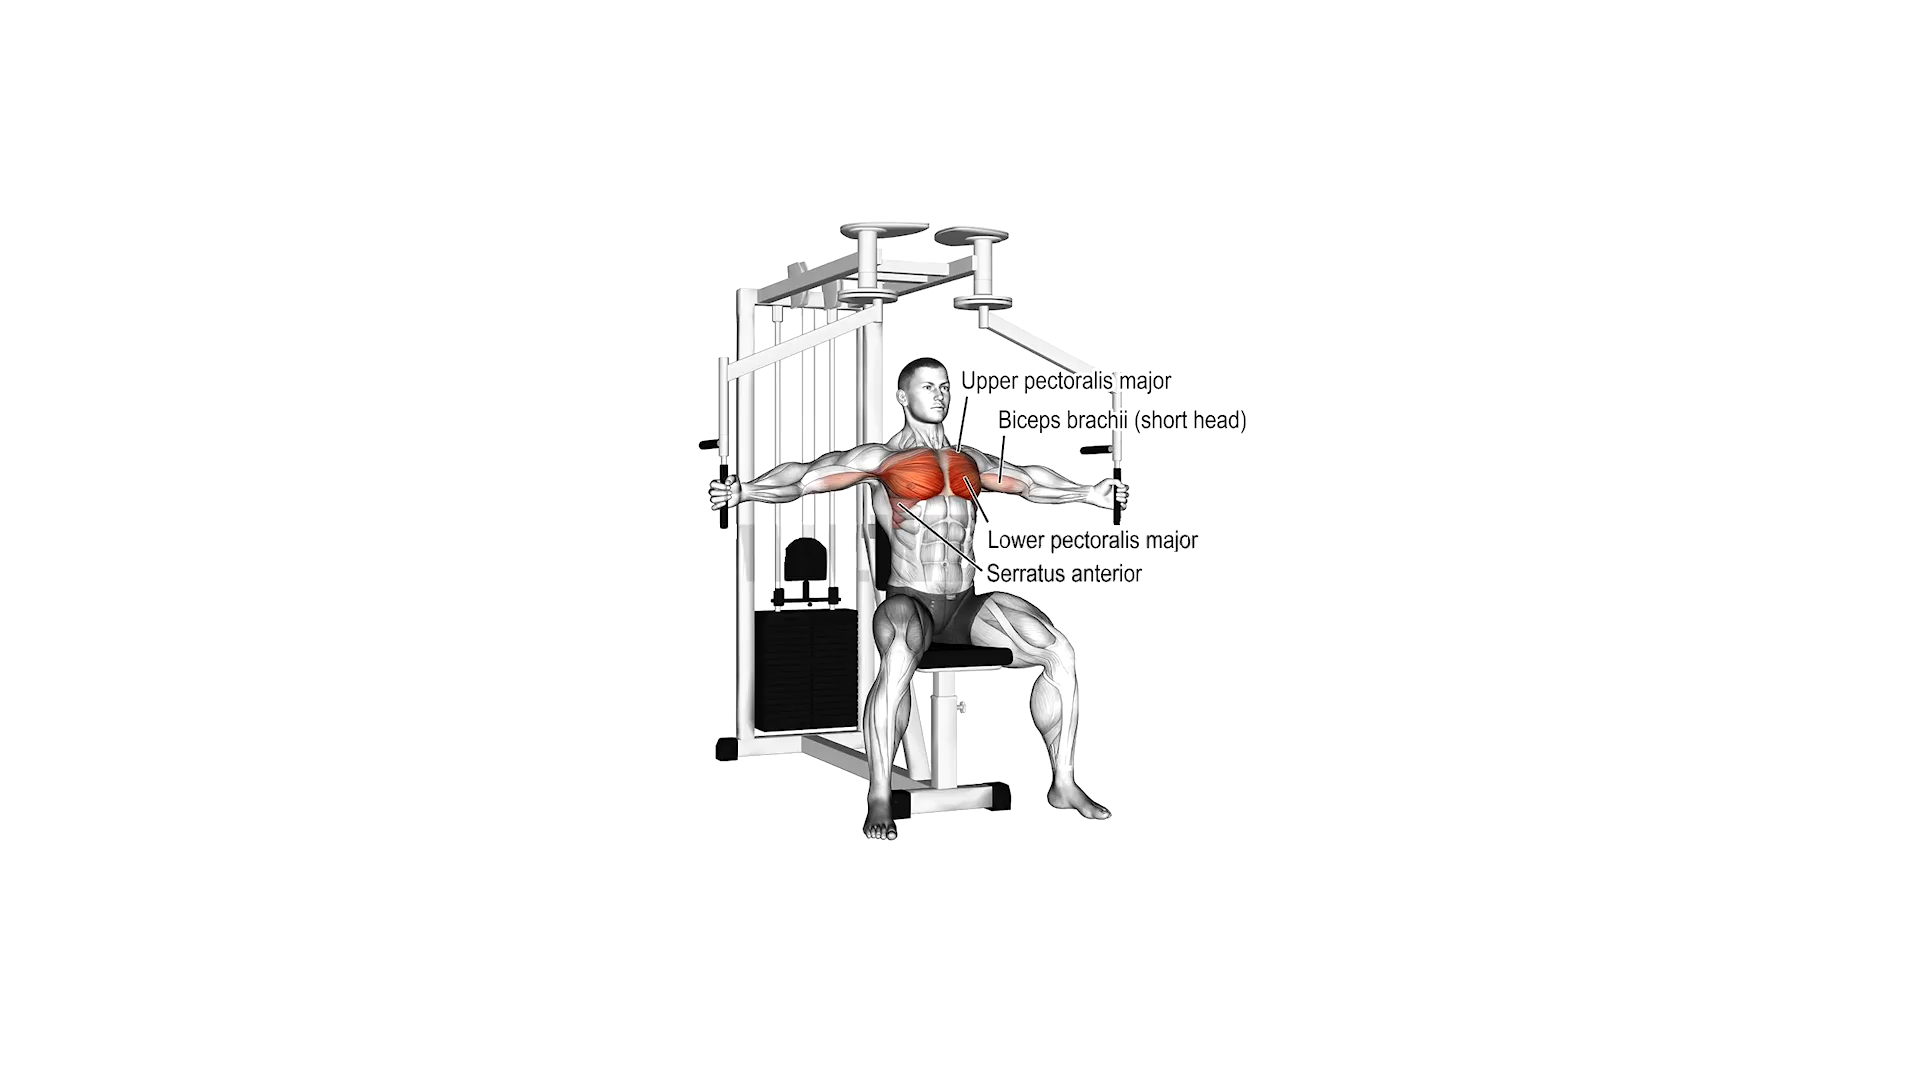 Upper pectoralis major
Biceps brachii (short head)
Lower pectoralis major
Serratus anterior